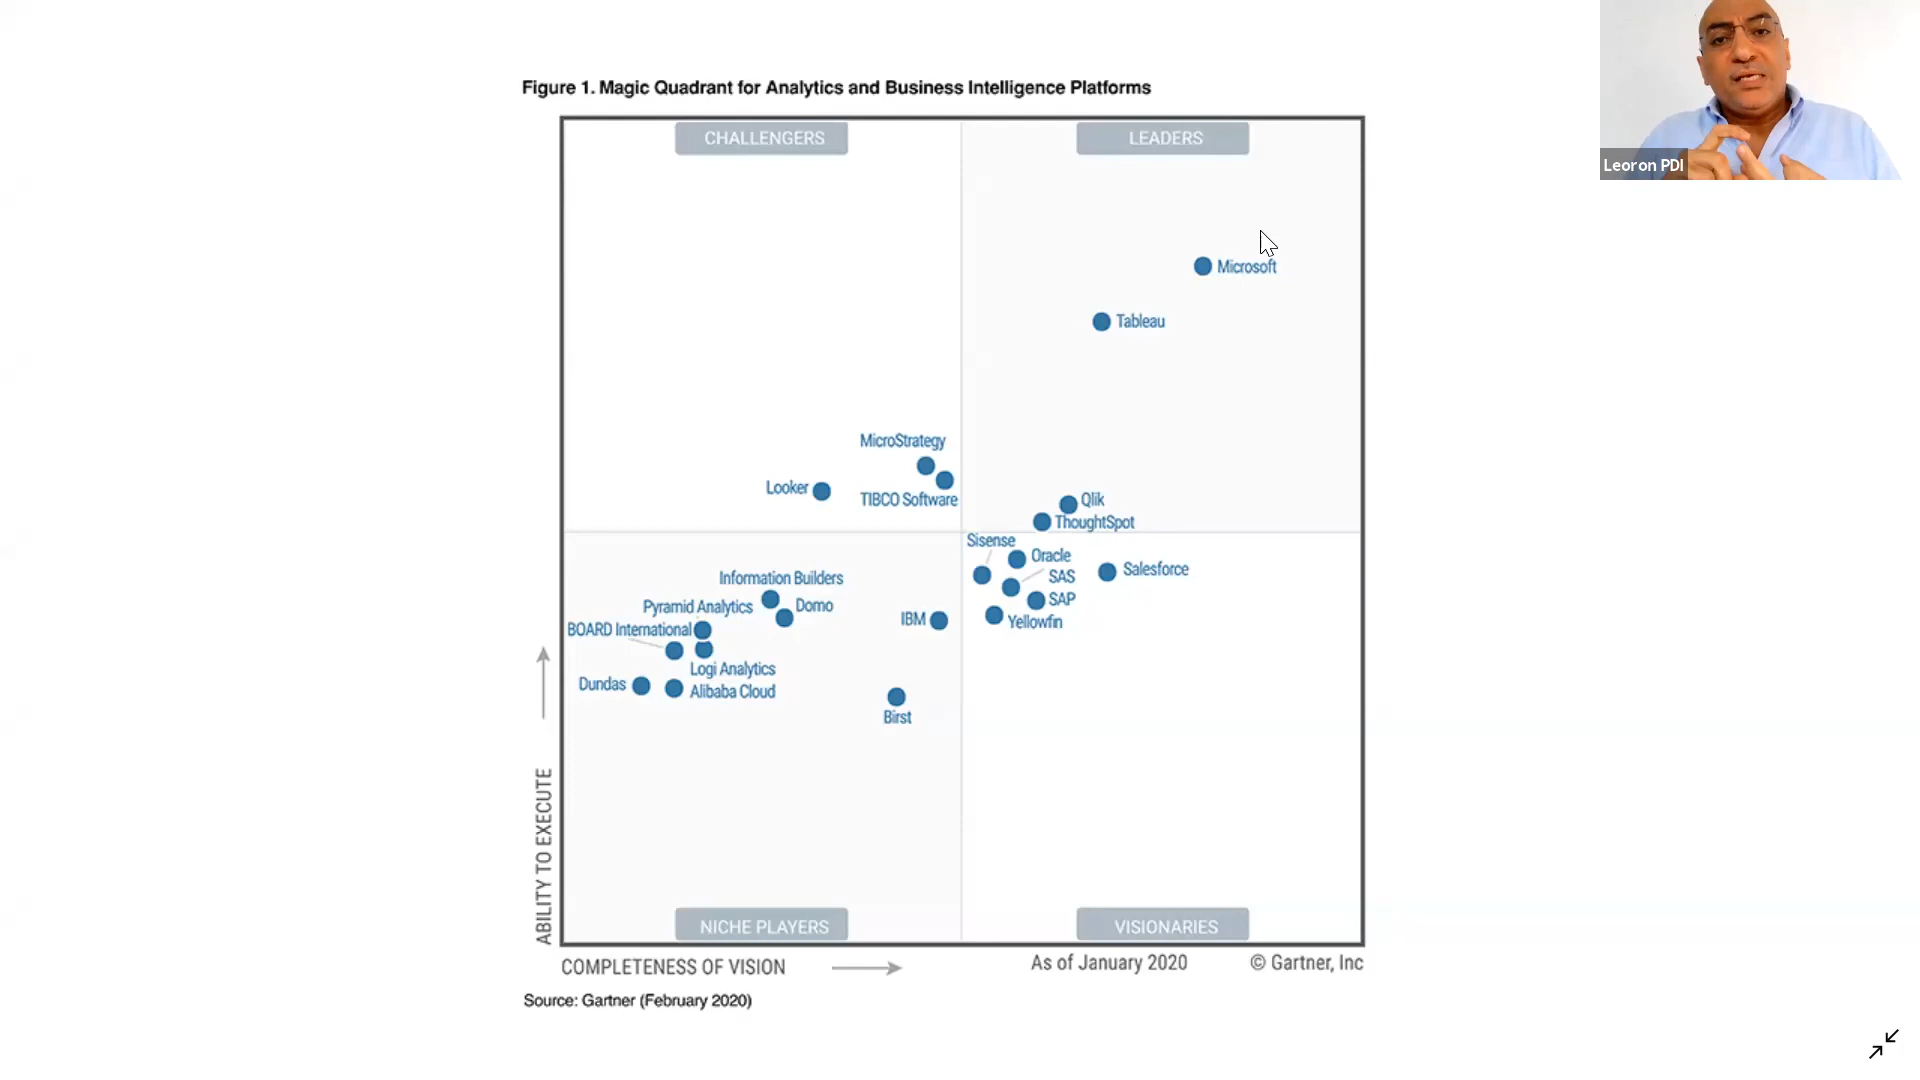 Figure 1. Magic Quadrant for Analytics and Business Intelligence Platforms
Leoron PDI
CHALLENGERS
LEADERS
Microsoft
Tableau
MicroStrategy
Looker
TIBCO Software
Qlik
ThoughtSpot
Sisense
Oracle
Salesforce
SAS
SAP
Yellowfin
Information Builders
Pyramid Analytics
Domo
IBM
BOARD International
Logi Analytics
Dundas
Alibaba Cloud
Birst
ABILITY TO EXECUTE
NICHE PLAYERS
VISIONARIES
COMPLETENESS OF VISION
As of January 2020
© Gartner, Inc
Source: Gartner (February 2020)